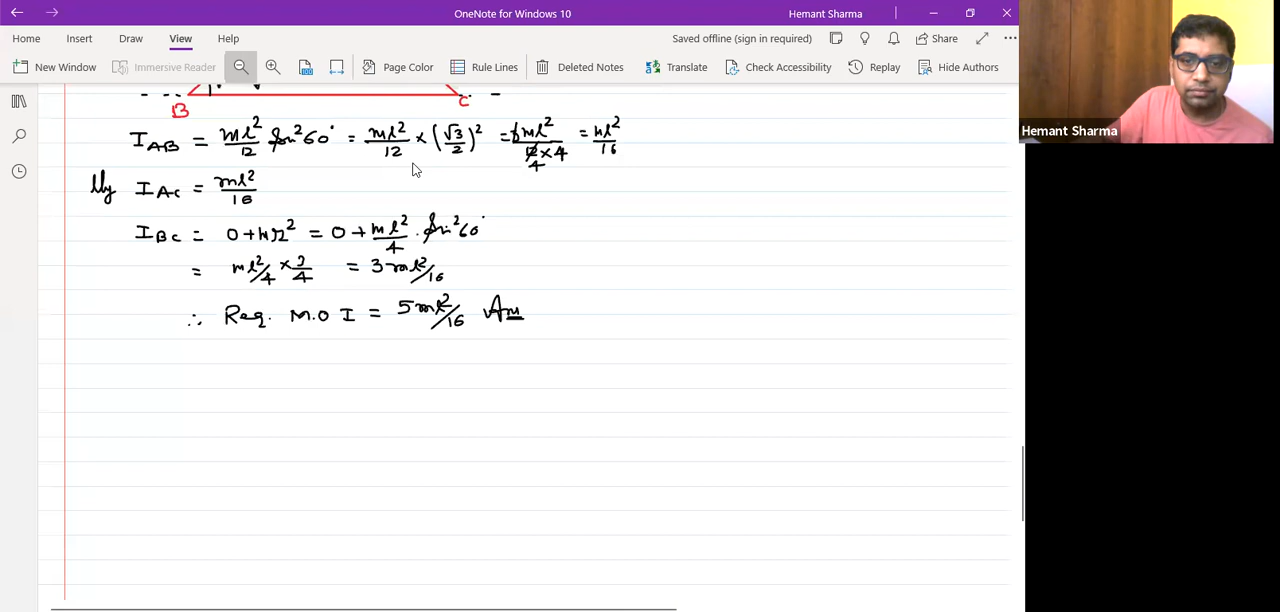 OneNote for Windows 10
Hemant Sharma
Home Insert Draw View Help
Saved offline (sign in required) Share
New Window Immersive Reader Page Color Rule Lines Deleted Notes Translate Check Accessibility Replay Hide Authors
Hemant Sharma
B C
I_AB = ml²/12 sin²60° = ml²/12 × (√3/2)² = 3ml²/12×4 = ml²/16
lly I_AC = ml²/16
I_BC = 0 + mr² = 0 + ml²/4 · sin²60°
= ml²/4 × 3/4 = 3ml²/16
∴ Req. M.O I = 5ml²/16 Ans